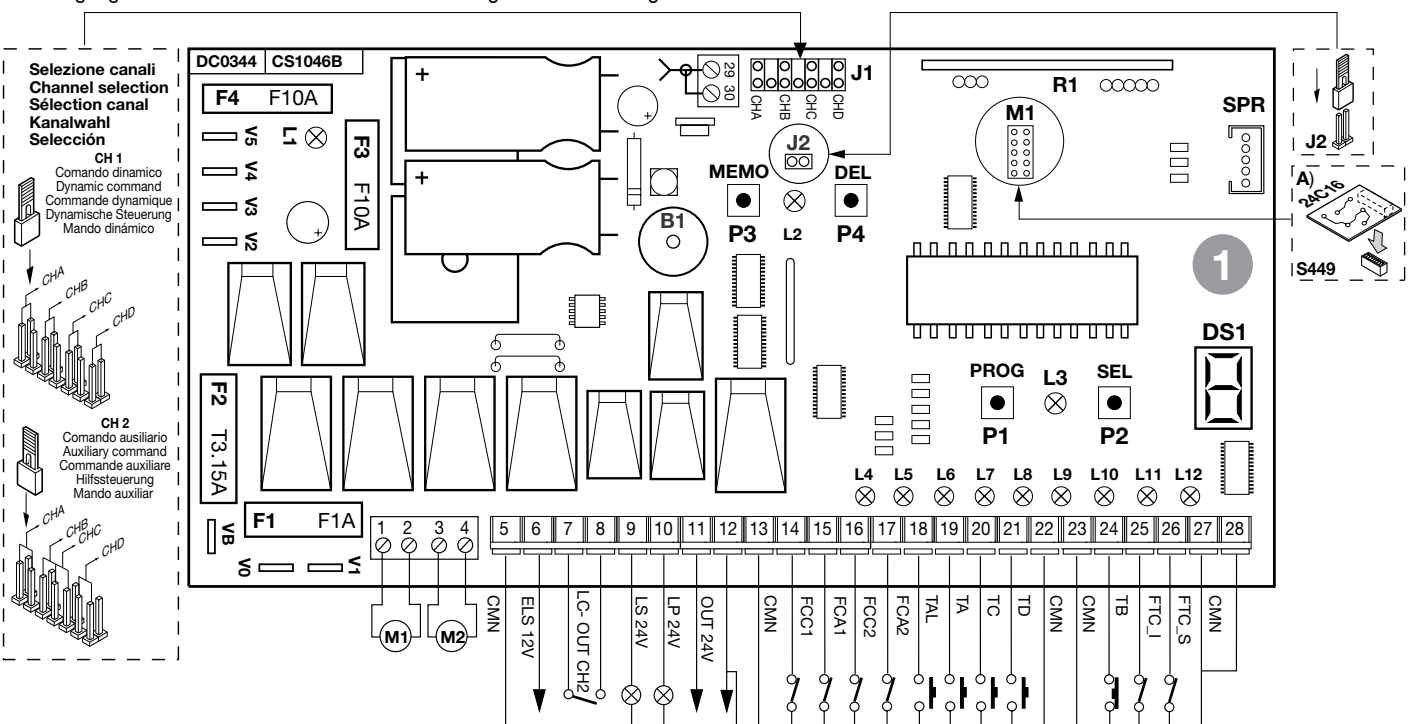 DC0344 CS1046B
Selezione canali
Channel selection
Sélection canal
Kanalwahl
Selección
CH 1
Comando dinamico
Dynamic command
Commande dynamique
Dynamische Steuerung
Mando dinámico
CHA
CHB
CHC
CHD
CH 2
Comando ausiliario
Auxiliary command
Commande auxiliare
Hilfssteuerung
Mando auxiliar
CHA
CHB
CHC
CHD
F4 F10A
V5
V4
V3
V2
L1
F3 F10A
+
+
29
30
J1
CHA
CHB
CHC
CHD
J2
MEMO
DEL
P3
L2
P4
B1
R1
M1
SPR
J2
A)
24C16
S449
1
DS1
PROG
L3
SEL
P1
P2
F2 T3.15A
F1 F1A
VB
V0
V1
L4 L5 L6 L7 L8 L9 L10 L11 L12
1 2 3 4
5 6 7 8 9 10 11 12 13 14 15 16 17 18 19 20 21 22 23 24 25 26 27 28
M1
M2
CMN
ELS 12V
LC- OUT CH2
LS 24V
LP 24V
OUT 24V
CMN
FCC1
FCA1
FCC2
FCA2
TAL
TA
TC
TD
CMN
CMN
TB
FTC_I
FTC_S
CMN